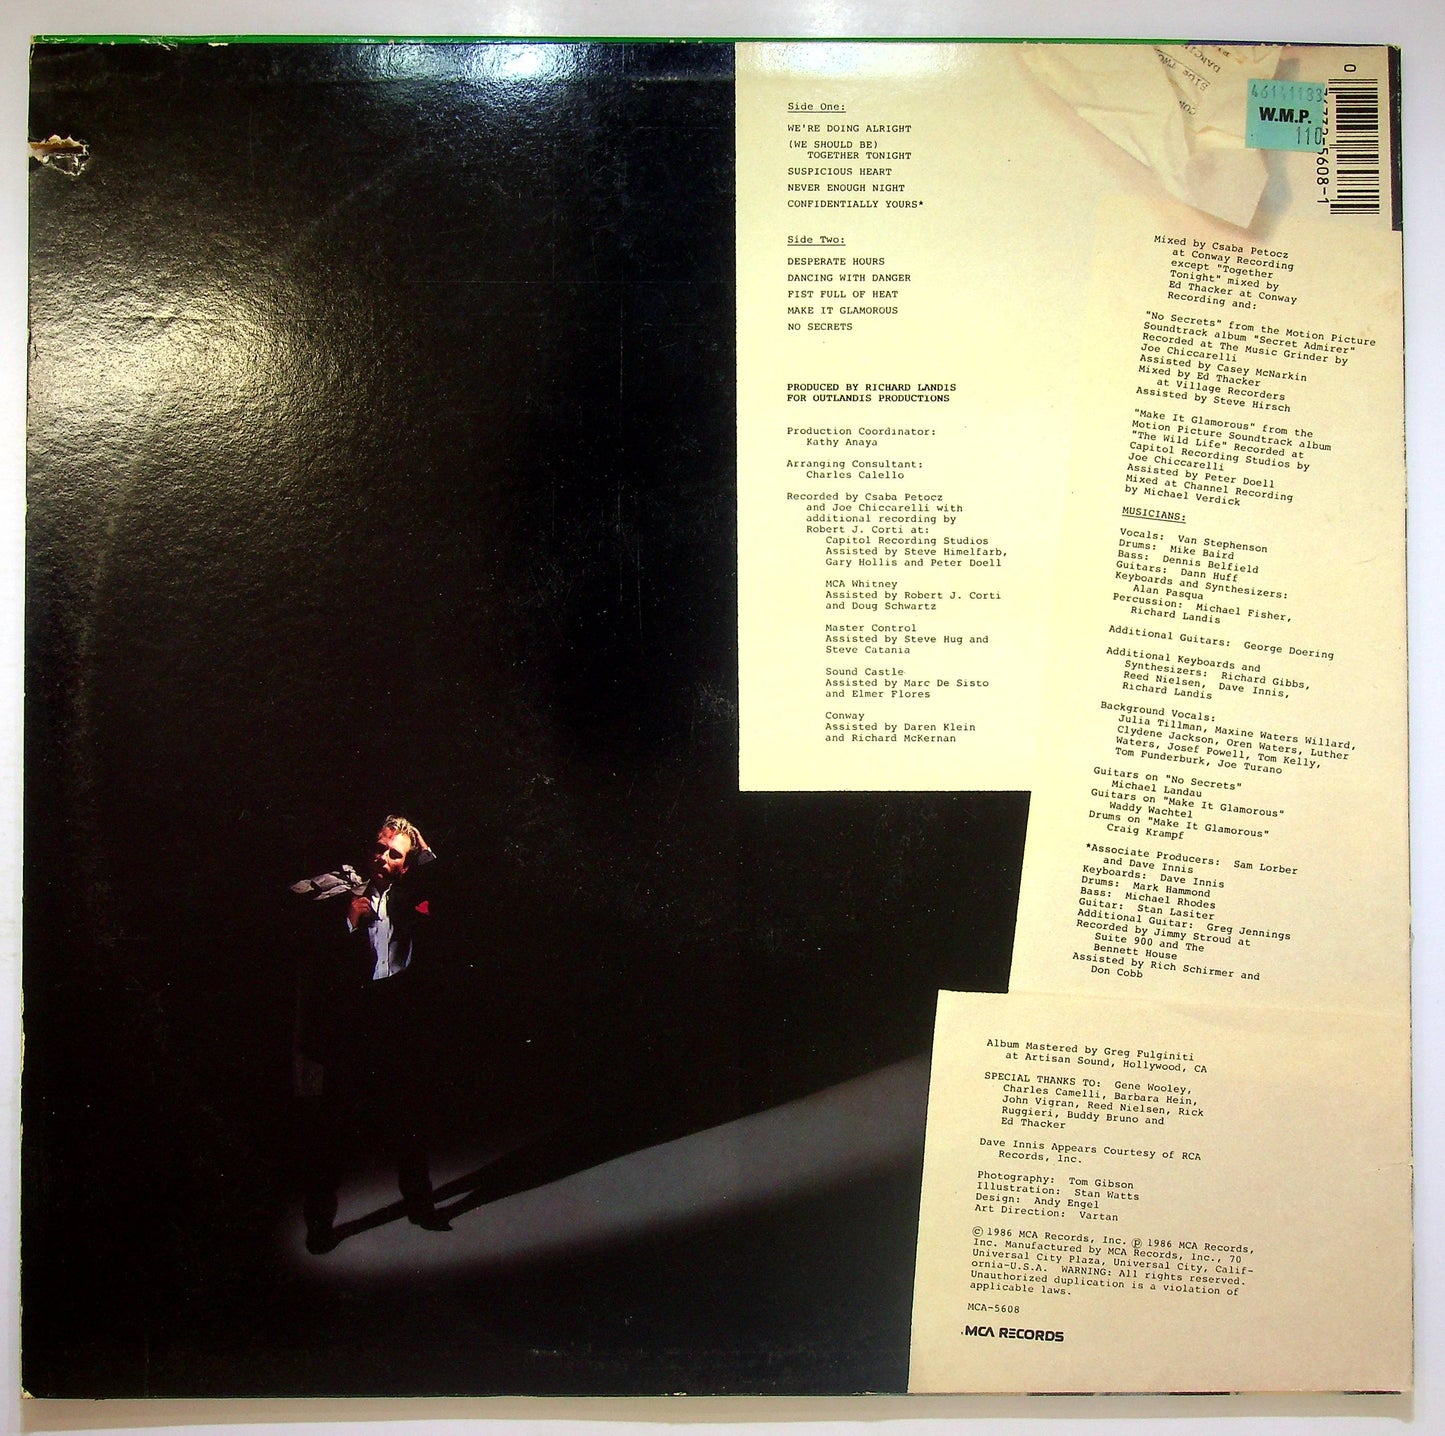 Side One:
WE'RE DOING ALRIGHT
(WE SHOULD BE)
TOGETHER TONIGHT
SUSPICIOUS HEART
NEVER ENOUGH NIGHT
CONFIDENTIALLY YOURS*
Side Two:
DESPERATE HOURS
DANCING WITH DANGER
FIST FULL OF HEAT
MAKE IT GLAMOROUS
NO SECRETS
PRODUCED BY RICHARD LANDIS
FOR OUTLANDIS PRODUCTIONS
Production Coordinator:
Kathy Anaya
Arranging Consultant:
Charles Calello
Recorded by Csaba Petocz
and Joe Chiccarelli with
additional recording by
Robert J. Corti at:
Capitol Recording Studios
Assisted by Steve Himelfarb,
Gary Hollis and Peter Doell
MCA Whitney
Assisted by Robert J. Corti
and Doug Schwartz
Master Control
Assisted by Steve Hug and
Steve Catania
Sound Castle
Assisted by Marc De Sisto
and Elmer Flores
Conway
Assisted by Daren Klein
and Richard McKernan
SIDE TWO
W.M.P.
110
5608-1
0
Mixed by Csaba Petocz
at Conway Recording
except "Together
Tonight" mixed by
Ed Thacker at Conway
Recording and:
"No Secrets" from the Motion Picture
Soundtrack album "Secret Admirer"
Recorded at The Music Grinder by
Joe Chiccarelli
Assisted by Casey McNarkin
Mixed by Ed Thacker
at Village Recorders
Assisted by Steve Hirsch
"Make It Glamorous" from the
Motion Picture Soundtrack album
"The Wild Life" Recorded at
Capitol Recording Studios by
Joe Chiccarelli
Assisted by Peter Doell
Mixed at Channel Recording
by Michael Verdick
MUSICIANS:
Vocals: Van Stephenson
Drums: Mike Baird
Bass: Dennis Belfield
Guitars: Dann Huff
Keyboards and Synthesizers:
Alan Pasqua
Percussion: Michael Fisher,
Richard Landis
Additional Guitars: George Doering
Additional Keyboards and
Synthesizers: Richard Gibbs,
Reed Nielsen, Dave Innis,
Richard Landis
Background Vocals:
Julia Tillman, Maxine Waters Willard,
Clydene Jackson, Oren Waters, Luther
Waters, Josef Powell, Tom Kelly,
Tom Funderburk, Joe Turano
Guitars on "No Secrets"
Michael Landau
Guitars on "Make It Glamorous"
Waddy Wachtel
Drums on "Make It Glamorous"
Craig Krampf
*Associate Producers: Sam Lorber
and Dave Innis
Keyboards: Dave Innis
Drums: Mark Hammond
Bass: Michael Rhodes
Guitar: Stan Lasiter
Additional Guitar: Greg Jennings
Recorded by Jimmy Stroud at
Suite 900 and The
Bennett House
Assisted by Rich Schirmer and
Don Cobb
Album Mastered by Greg Fulginiti
at Artisan Sound, Hollywood, CA
SPECIAL THANKS TO: Gene Wooley,
Charles Camelli, Barbara Hein,
John Vigran, Reed Nielsen, Rick
Ruggieri, Buddy Bruno and
Ed Thacker
Dave Innis Appears Courtesy of RCA
Records, Inc.
Photography: Tom Gibson
Illustration: Stan Watts
Design: Andy Engel
Art Direction: Vartan
© 1986 MCA Records, Inc. ℗ 1986 MCA Records,
Inc. Manufactured by MCA Records, Inc., 70
Universal City Plaza, Universal City, Calif-
ornia-U.S.A. WARNING: All rights reserved.
Unauthorized duplication is a violation of
applicable laws.
MCA-5608
MCA RECORDS